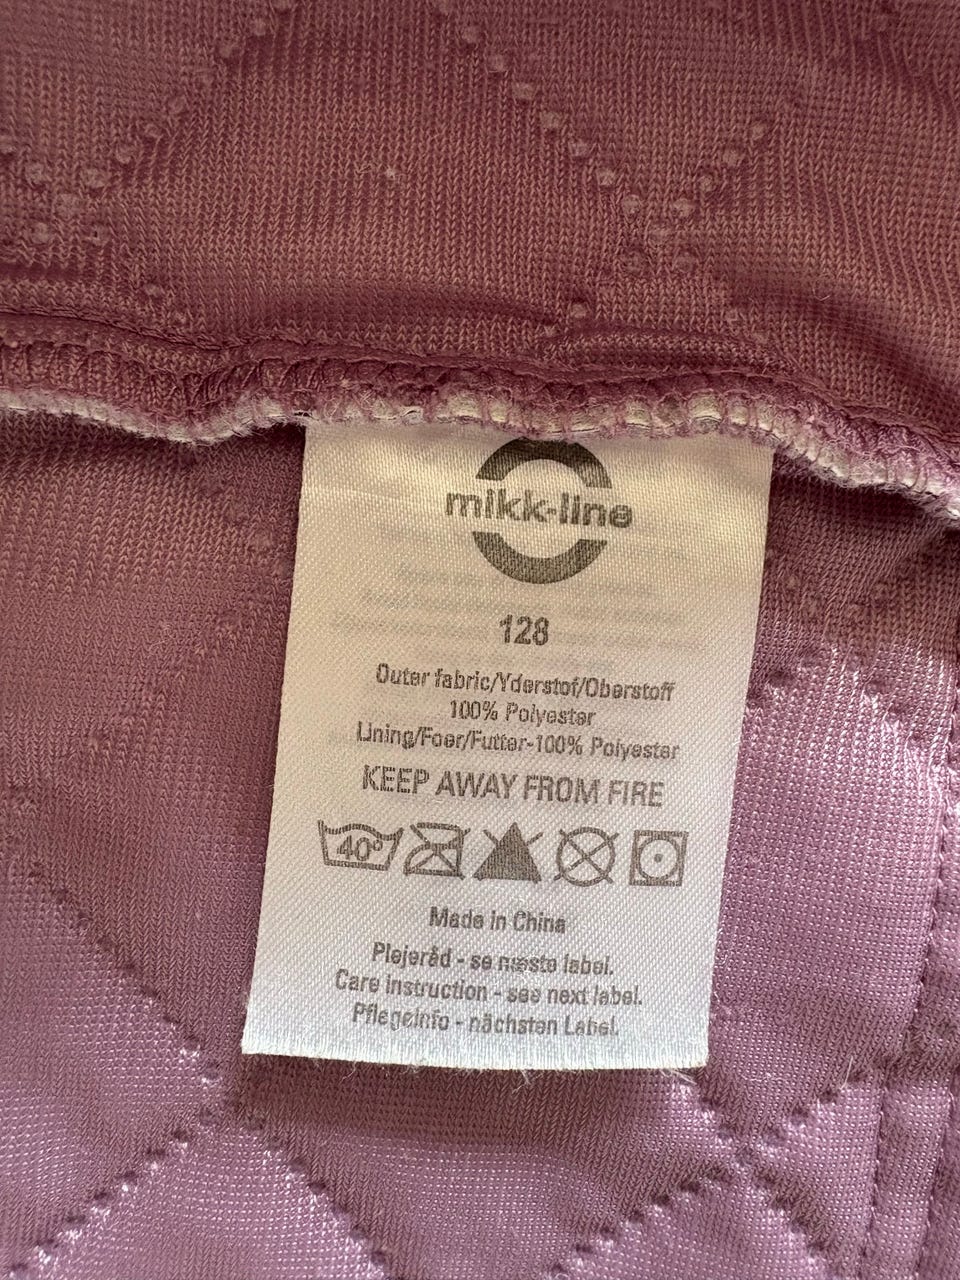 mikk-line
128
Outer fabric/Yderstof/Oberstoff
100% Polyester
Lining/Foer/Futter-100% Polyester
KEEP AWAY FROM FIRE
40°
Made in China
Plejeråd - se næste label.
Care instruction - see next label.
Pflegeinfo - nächsten Label.